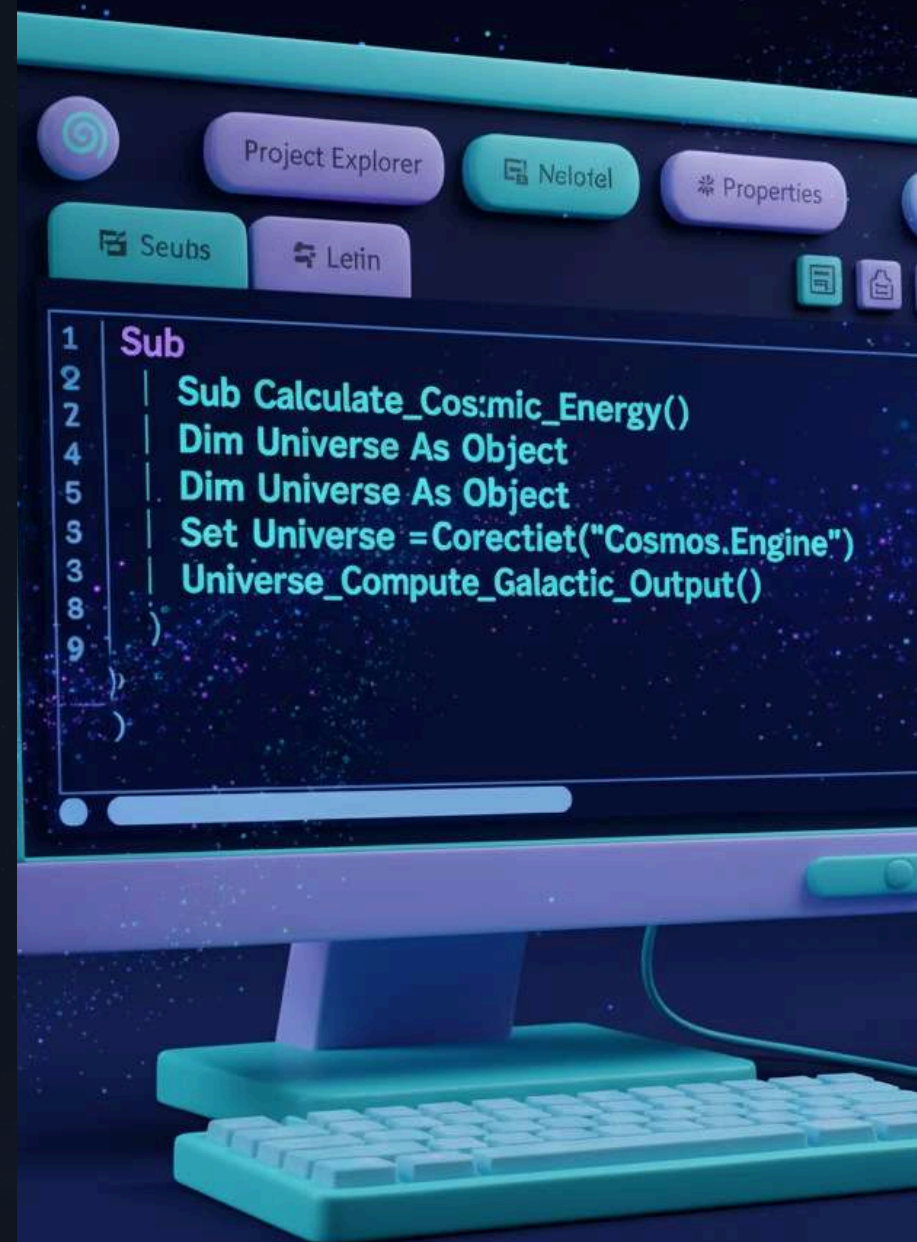 Project Explorer
Nelotel
Properties
Seubs
Letin
1 Sub
2 Sub Calculate_Cos:mic_Energy()
2 Dim Universe As Object
4 Dim Universe As Object
5 Set Universe =Corectiet("Cosmos.Engine")
3 Universe_Compute_Galactic_Output()
3 )
8 )
9 )